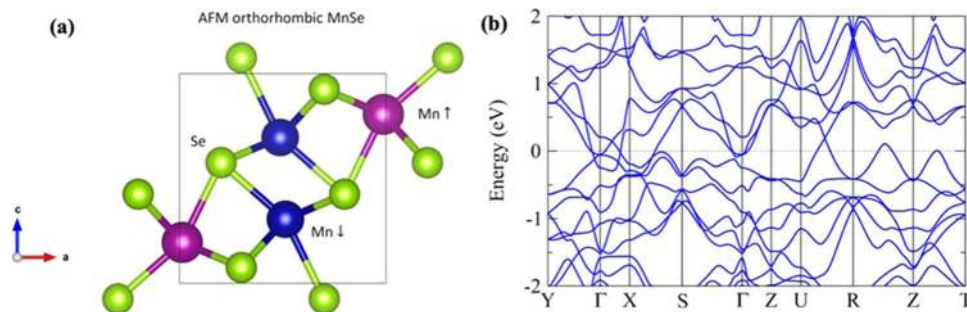 (a)
AFM orthorhombic MnSe
Mn ↑
Se
Mn ↓
c
a
(b)
Energy (eV)
2
1
0
-1
-2
Y Γ X S Γ Z U R Z T